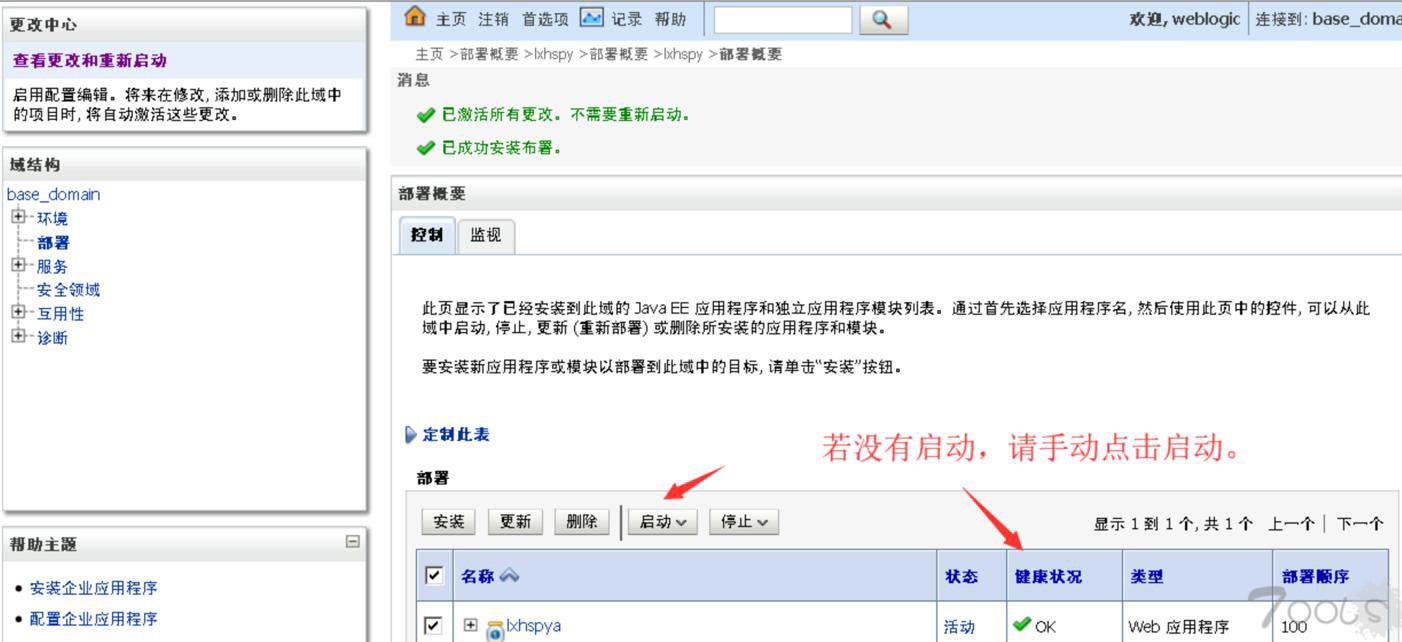 更改中心
查看更改和重新启动
启用配置编辑。将来在修改, 添加或删除此域中
的项目时, 将自动激活这些更改。
域结构
base_domain
环境
部署
服务
安全领域
互用性
诊断
帮助主题
安装企业应用程序
配置企业应用程序
主页 注销 首选项 记录 帮助
欢迎, weblogic 连接到: base_doma
主页 >部署概要 >lxhspy >部署概要 >lxhspy >部署概要
消息
已激活所有更改。不需要重新启动。
已成功安装布署。
部署概要
控制 监视
此页显示了已经安装到此域的 Java EE 应用程序和独立应用程序模块列表。通过首先选择应用程序名, 然后使用此页中的控件, 可以从此
域中启动, 停止, 更新 (重新部署) 或删除所安装的应用程序和模块。
要安装新应用程序或模块以部署到此域中的目标, 请单击“安装”按钮。
定制此表
若没有启动，请手动点击启动。
部署
安装 更新 删除 启动 停止 显示 1 到 1 个, 共 1 个 上一个 | 下一个
名称 状态 健康状况 类型 部署顺序
lxhspya 活动 OK Web 应用程序 100
7ools